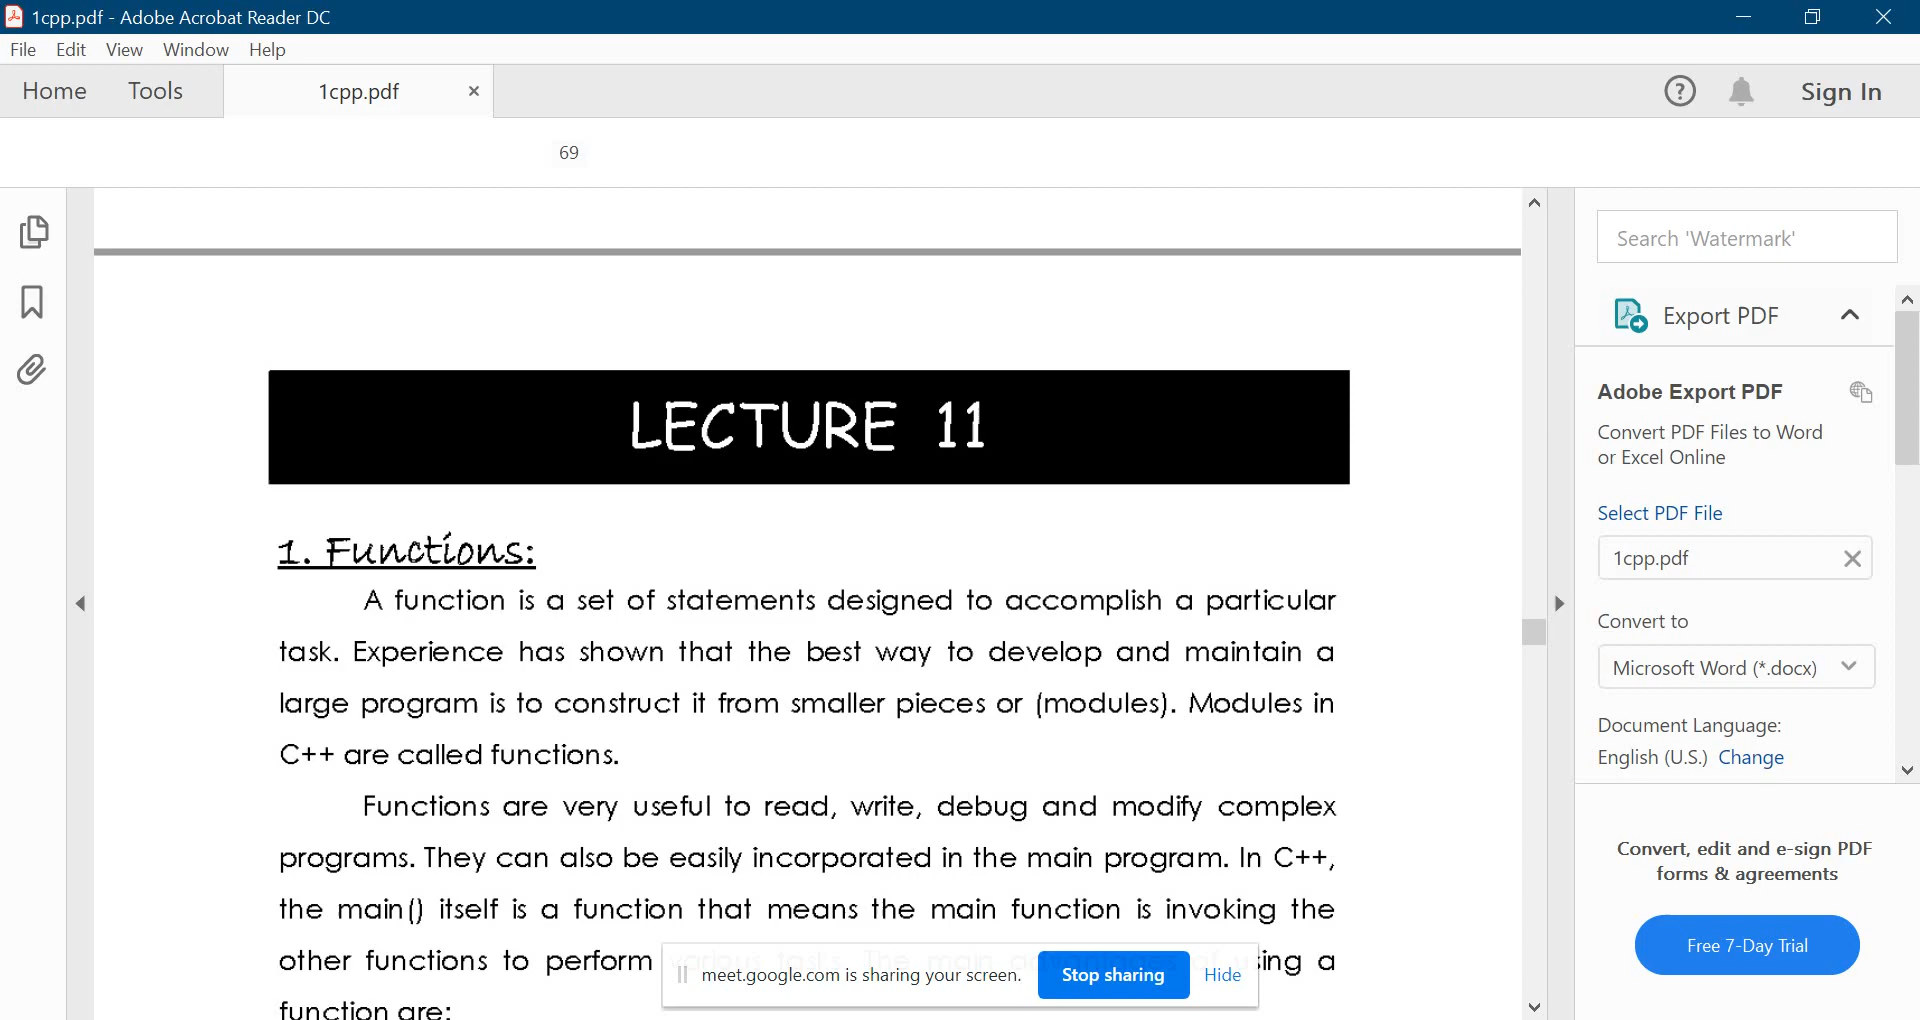 1cpp.pdf - Adobe Acrobat Reader DC
File Edit View Window Help
Home Tools 1cpp.pdf Sign In
69
Search 'Watermark'
Export PDF
Adobe Export PDF
Convert PDF Files to Word
or Excel Online
Select PDF File
1cpp.pdf
Convert to
Microsoft Word (*.docx)
Document Language:
English (U.S.) Change
Convert, edit and e-sign PDF
forms & agreements
Free 7-Day Trial
LECTURE 11
1. Functions:
A function is a set of statements designed to accomplish a particular
task. Experience has shown that the best way to develop and maintain a
large program is to construct it from smaller pieces or (modules). Modules in
C++ are called functions.
Functions are very useful to read, write, debug and modify complex
programs. They can also be easily incorporated in the main program. In C++,
the main() itself is a function that means the main function is invoking the
other functions to perform various tasks. The main advantages of using a
function are:
meet.google.com is sharing your screen. Stop sharing Hide